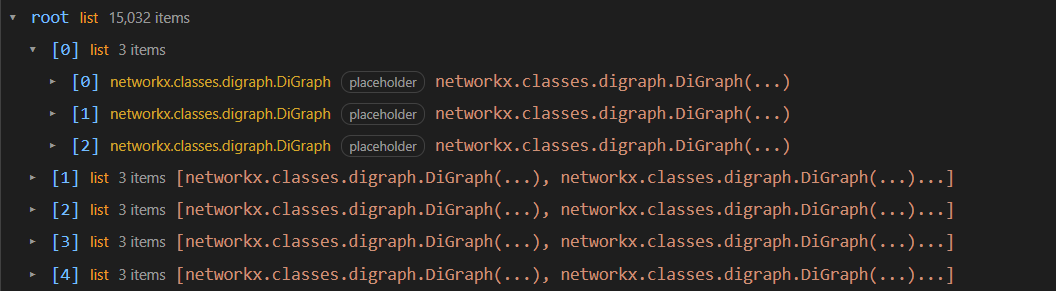 root list 15,032 items
[0] list 3 items
[0] networkx.classes.digraph.DiGraph placeholder networkx.classes.digraph.DiGraph(...)
[1] networkx.classes.digraph.DiGraph placeholder networkx.classes.digraph.DiGraph(...)
[2] networkx.classes.digraph.DiGraph placeholder networkx.classes.digraph.DiGraph(...)
[1] list 3 items [networkx.classes.digraph.DiGraph(...), networkx.classes.digraph.DiGraph(...)...]
[2] list 3 items [networkx.classes.digraph.DiGraph(...), networkx.classes.digraph.DiGraph(...)...]
[3] list 3 items [networkx.classes.digraph.DiGraph(...), networkx.classes.digraph.DiGraph(...)...]
[4] list 3 items [networkx.classes.digraph.DiGraph(...), networkx.classes.digraph.DiGraph(...)...]